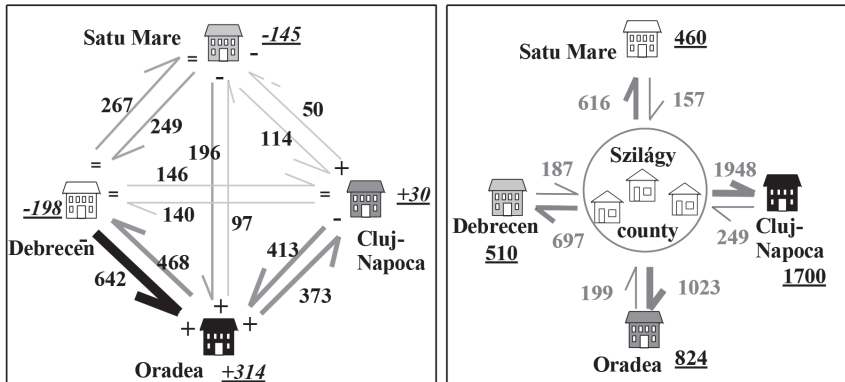 Satu Mare -145
= -
-
267
249
196
50
114
=
146
+
-198 = = +30
140
-
Debrecen -
97
Cluj-
Napoca
642
468
413
373
+
+ +
Oradea +314
Satu Mare 460
616 157
Szilágy
187
1948
Debrecen
510
697
county
249
Cluj-
Napoca
1700
199
1023
Oradea 824